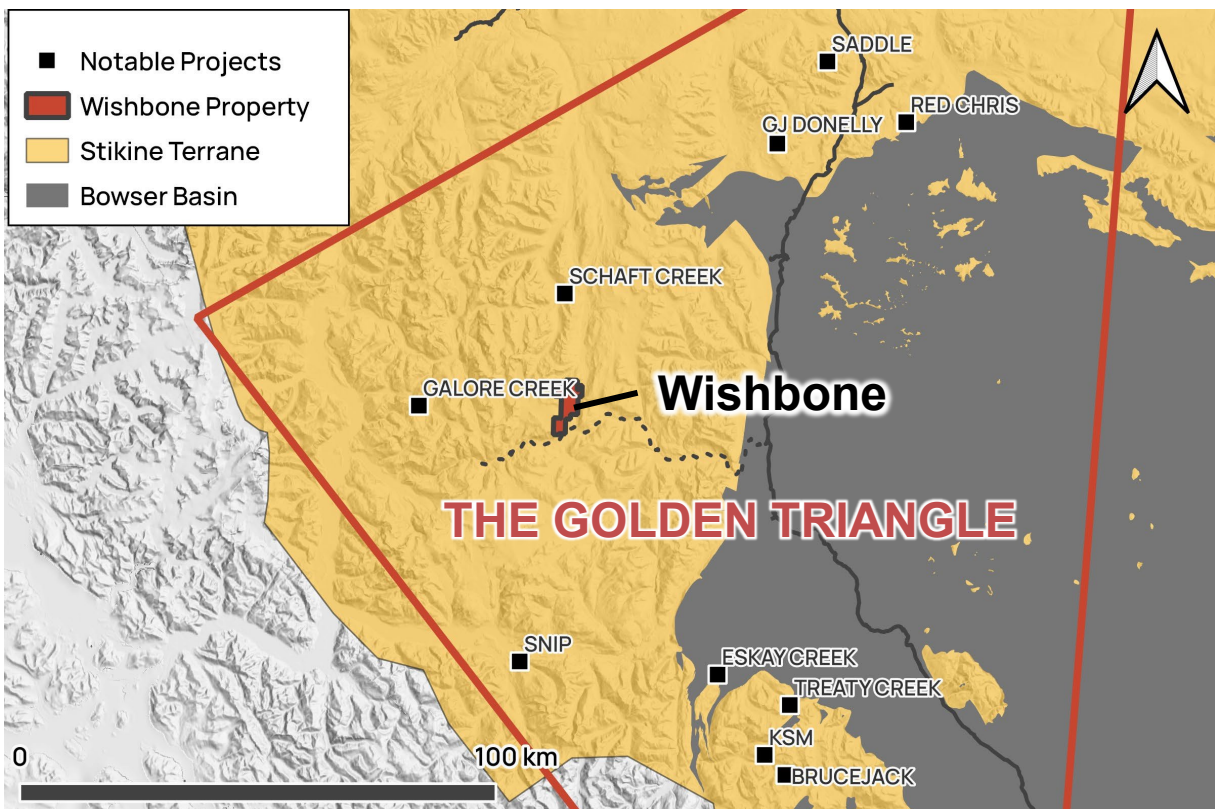 Notable Projects
Wishbone Property
Stikine Terrane
Bowser Basin
SADDLE
RED CHRIS
GJ DONELLY
SCHAFT CREEK
GALORE CREEK
Wishbone
THE GOLDEN TRIANGLE
SNIP
ESKAY CREEK
TREATY CREEK
KSM
BRUCEJACK
0 100 km